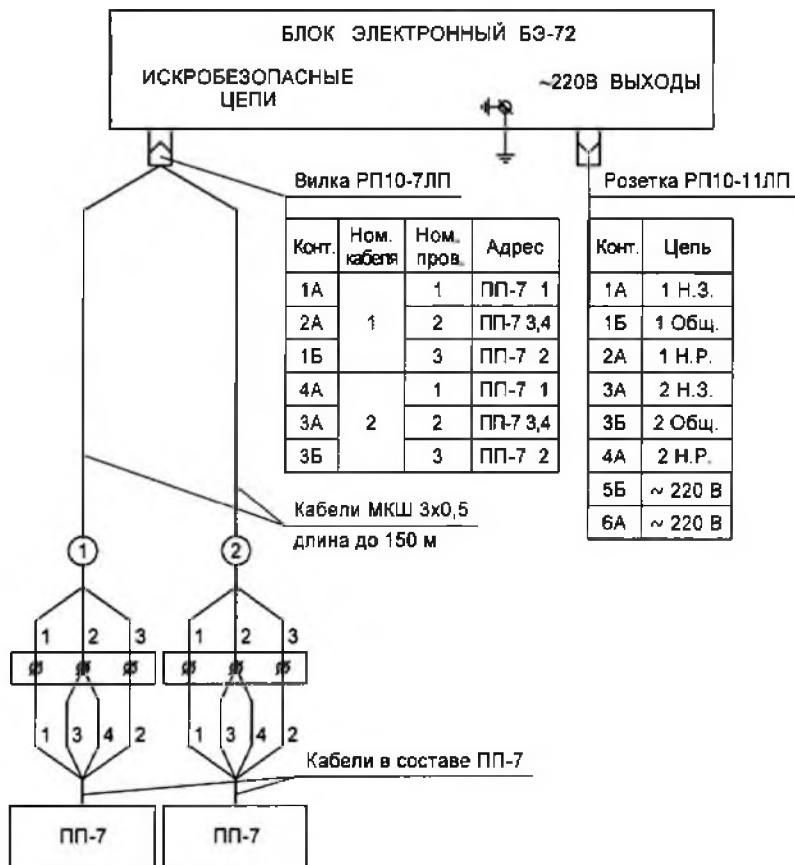 БЛОК ЭЛЕКТРОННЫЙ БЭ-72
ИСКРОБЕЗОПАСНЫЕ
ЦЕПИ
~220В ВЫХОДЫ
Вилка РП10-7ЛП
Конт. Ном. кабеля Ном. пров. Адрес
1А 1 1 ПП-7 1
2А 2 ПП-7 3,4
1Б 3 ПП-7 2
4А 2 1 ПП-7 1
3А 2 ПП-7 3,4
3Б 3 ПП-7 2
Розетка РП10-11ЛП
Конт. Цепь
1А 1 Н.З.
1Б 1 Общ.
2А 1 Н.Р.
3А 2 Н.З.
3Б 2 Общ.
4А 2 Н.Р.
5Б ~ 220 В
6А ~ 220 В
Кабели МКШ 3х0,5
длина до 150 м
1 2
1 2 3 1 2 3
1 3 4 2 1 3 4 2
Кабели в составе ПП-7
ПП-7 ПП-7